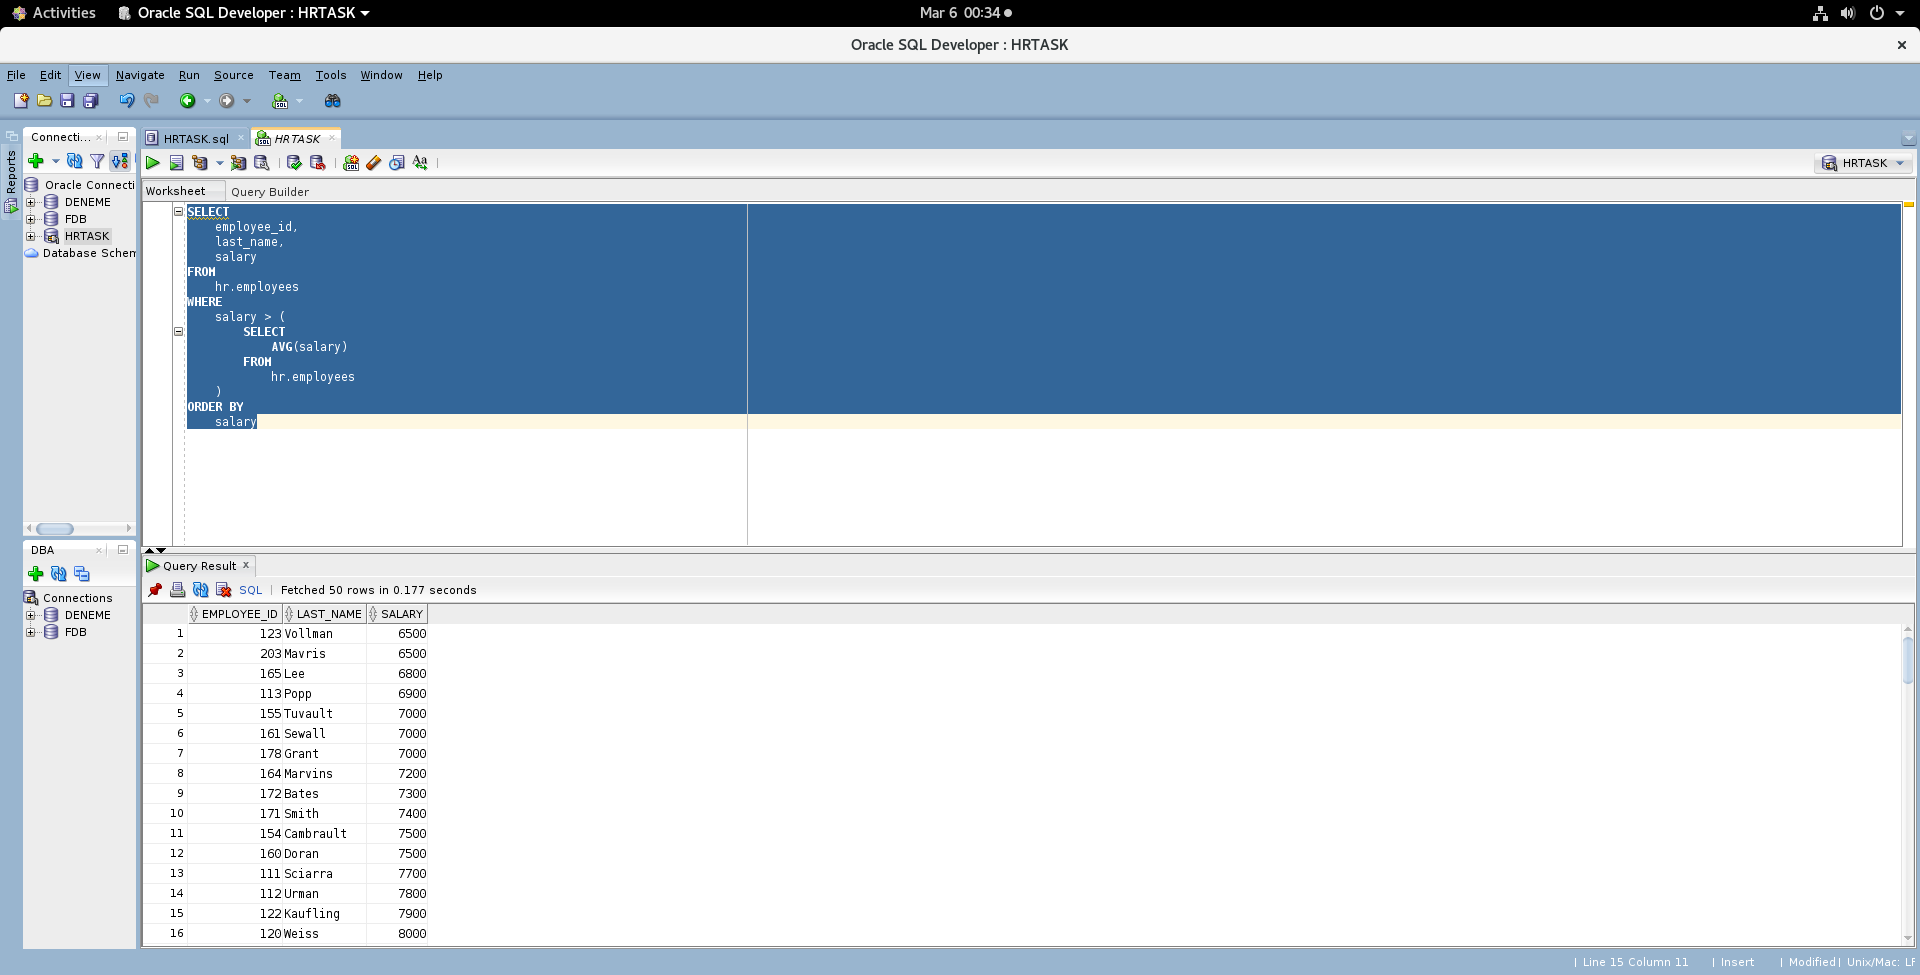 Activities
Oracle SQL Developer : HRTASK
Mar 6 00:34
Oracle SQL Developer : HRTASK
File Edit View Navigate Run Source Team Tools Window Help
Reports
Connecti...
HRTASK.sql
HRTASK
HRTASK
Oracle Connecti
DENEME
FDB
HRTASK
Database Schem
Worksheet
Query Builder
SELECT
employee_id,
last_name,
salary
FROM
hr.employees
WHERE
salary > (
SELECT
AVG(salary)
FROM
hr.employees
)
ORDER BY
salary
DBA
Connections
DENEME
FDB
Query Result
SQL | Fetched 50 rows in 0.177 seconds
EMPLOYEE_ID LAST_NAME SALARY
1 123 Vollman 6500
2 203 Mavris 6500
3 165 Lee 6800
4 113 Popp 6900
5 155 Tuvault 7000
6 161 Sewall 7000
7 178 Grant 7000
8 164 Marvins 7200
9 172 Bates 7300
10 171 Smith 7400
11 154 Cambrault 7500
12 160 Doran 7500
13 111 Sciarra 7700
14 112 Urman 7800
15 122 Kaufling 7900
16 120 Weiss 8000
| Line 15 Column 11 | Insert | Modified | Unix/Mac: LF